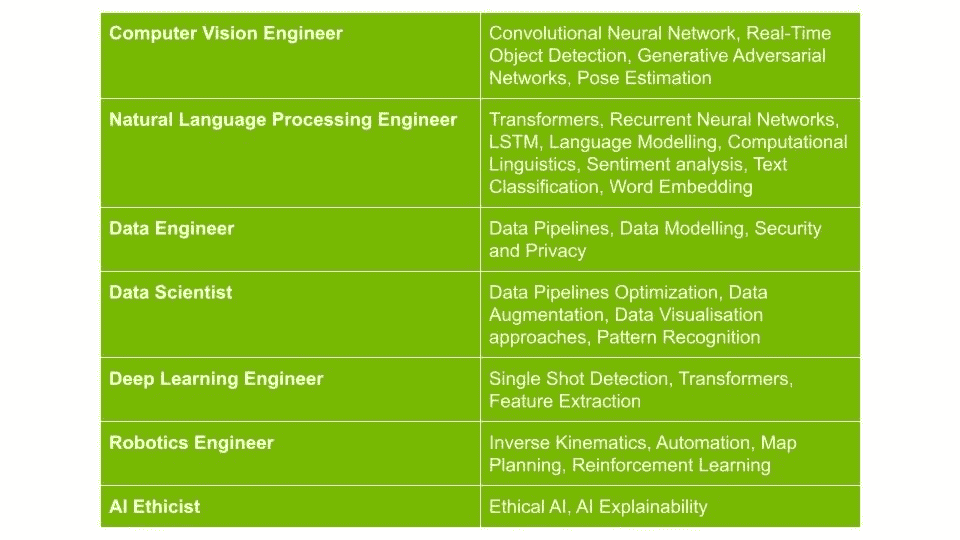 Computer Vision Engineer
Convolutional Neural Network, Real-Time
Object Detection, Generative Adversarial
Networks, Pose Estimation
Natural Language Processing Engineer
Transformers, Recurrent Neural Networks,
LSTM, Language Modelling, Computational
Linguistics, Sentiment analysis, Text
Classification, Word Embedding
Data Engineer
Data Pipelines, Data Modelling, Security
and Privacy
Data Scientist
Data Pipelines Optimization, Data
Augmentation, Data Visualisation
approaches, Pattern Recognition
Deep Learning Engineer
Single Shot Detection, Transformers,
Feature Extraction
Robotics Engineer
Inverse Kinematics, Automation, Map
Planning, Reinforcement Learning
AI Ethicist
Ethical AI, AI Explainability